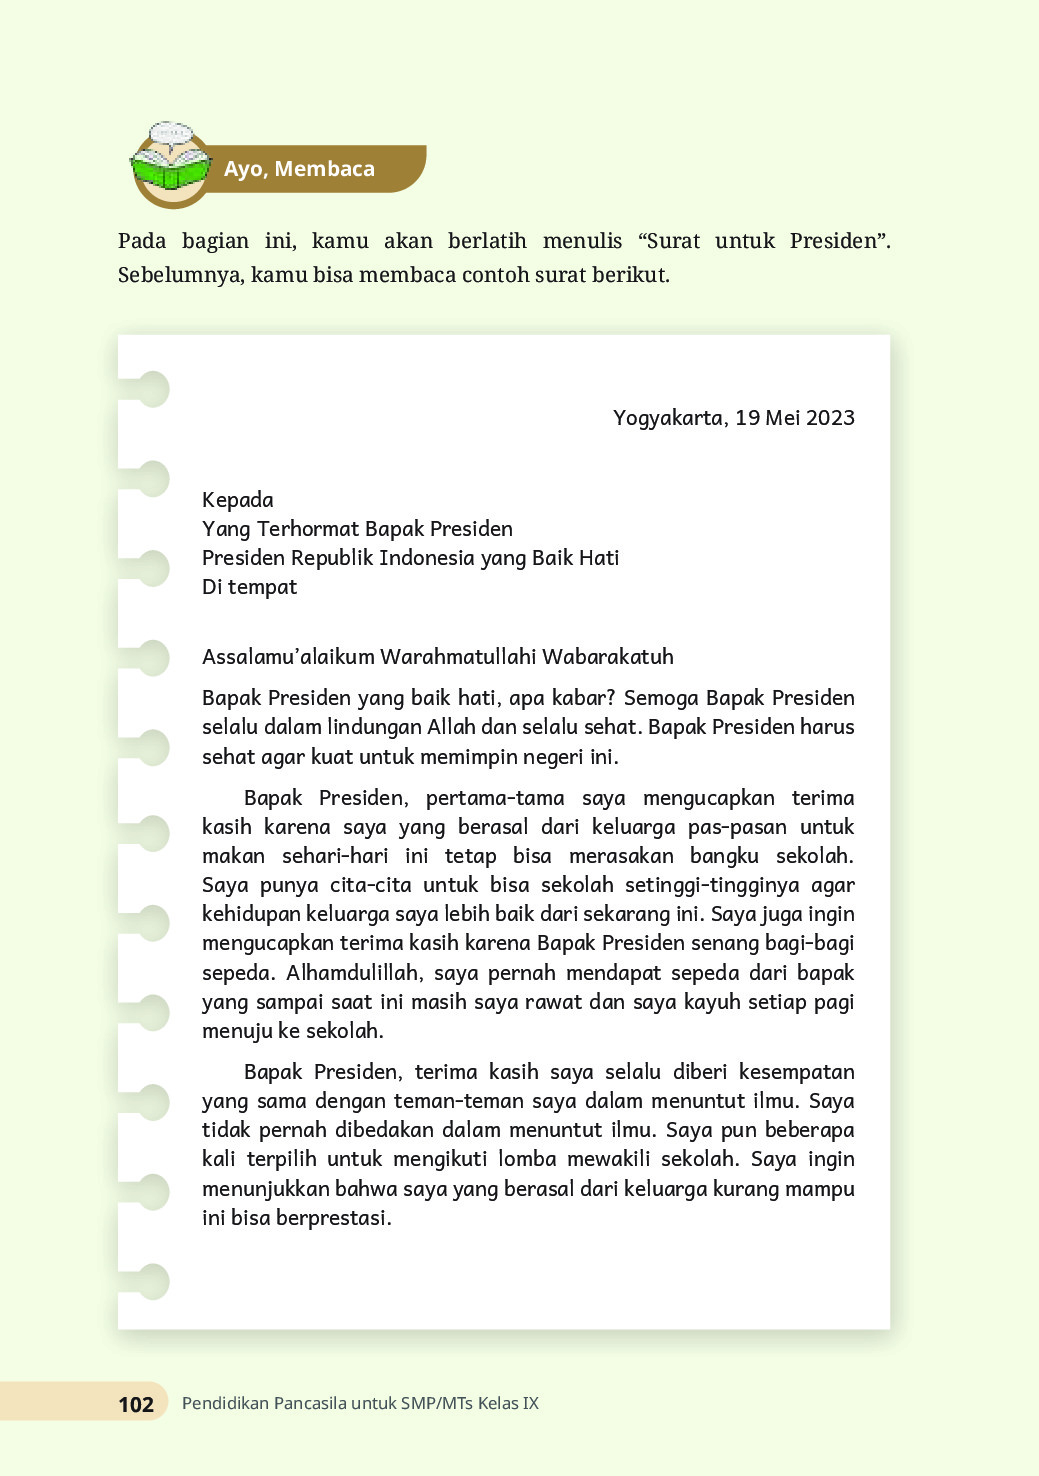 Ayo, Membaca
Pada bagian ini, kamu akan berlatih menulis “Surat untuk Presiden”.
Sebelumnya, kamu bisa membaca contoh surat berikut.
Yogyakarta, 19 Mei 2023
Kepada
Yang Terhormat Bapak Presiden
Presiden Republik Indonesia yang Baik Hati
Di tempat
Assalamu’alaikum Warahmatullahi Wabarakatuh
Bapak Presiden yang baik hati, apa kabar? Semoga Bapak Presiden
selalu dalam lindungan Allah dan selalu sehat. Bapak Presiden harus
sehat agar kuat untuk memimpin negeri ini.
Bapak Presiden, pertama-tama saya mengucapkan terima
kasih karena saya yang berasal dari keluarga pas-pasan untuk
makan sehari-hari ini tetap bisa merasakan bangku sekolah.
Saya punya cita-cita untuk bisa sekolah setinggi-tingginya agar
kehidupan keluarga saya lebih baik dari sekarang ini. Saya juga ingin
mengucapkan terima kasih karena Bapak Presiden senang bagi-bagi
sepeda. Alhamdulillah, saya pernah mendapat sepeda dari bapak
yang sampai saat ini masih saya rawat dan saya kayuh setiap pagi
menuju ke sekolah.
Bapak Presiden, terima kasih saya selalu diberi kesempatan
yang sama dengan teman-teman saya dalam menuntut ilmu. Saya
tidak pernah dibedakan dalam menuntut ilmu. Saya pun beberapa
kali terpilih untuk mengikuti lomba mewakili sekolah. Saya ingin
menunjukkan bahwa saya yang berasal dari keluarga kurang mampu
ini bisa berprestasi.
102 Pendidikan Pancasila untuk SMP/MTs Kelas IX